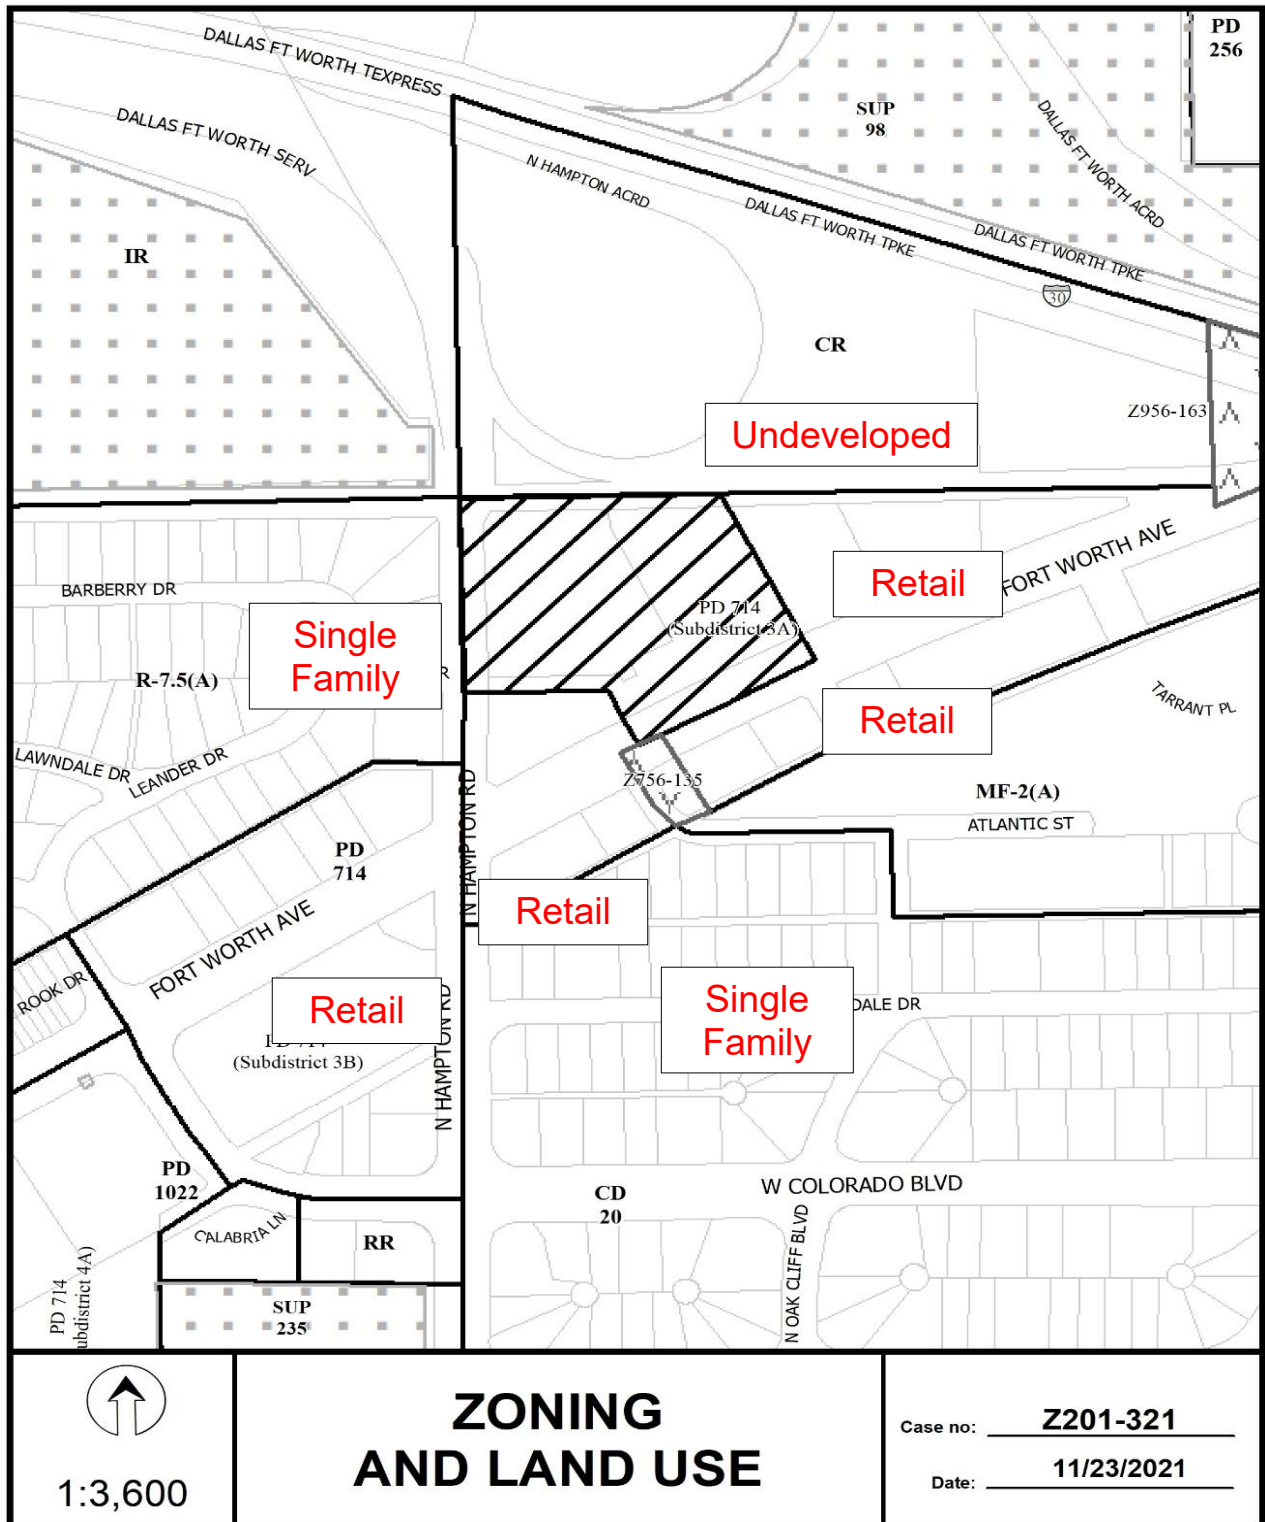 PD
256
DALLAS FT WORTH TEXPRESS
SUP
98
DALLAS FT WORTH SERV
DALLAS FT WORTH ACRD
N HAMPTON ACRD
DALLAS FT WORTH TPKE
DALLAS FT WORTH TPKE
IR
30
CR
Z956-163
Undeveloped
FORT WORTH AVE
Retail
BARBERRY DR
PD 714
(Subdistrict 3A)
Single
Family
R-7.5(A)
R
TARRANT PL
Retail
LAWNDALE DR
LEANDER DR
Z756-135
MF-2(A)
ATLANTIC ST
N HAMPTON RD
PD
714
Retail
FORT WORTH AVE
ROOK DR
Single
Family
DALE DR
Retail
(Subdistrict 3B)
N HAMPTON RD
PD
1022
W COLORADO BLVD
CD
20
CALABRIA LN
RR
N OAK CLIFF BLVD
PD 714
ubdistrict 4A)
SUP
235
1:3,600
ZONING
AND LAND USE
Case no: Z201-321
Date: 11/23/2021